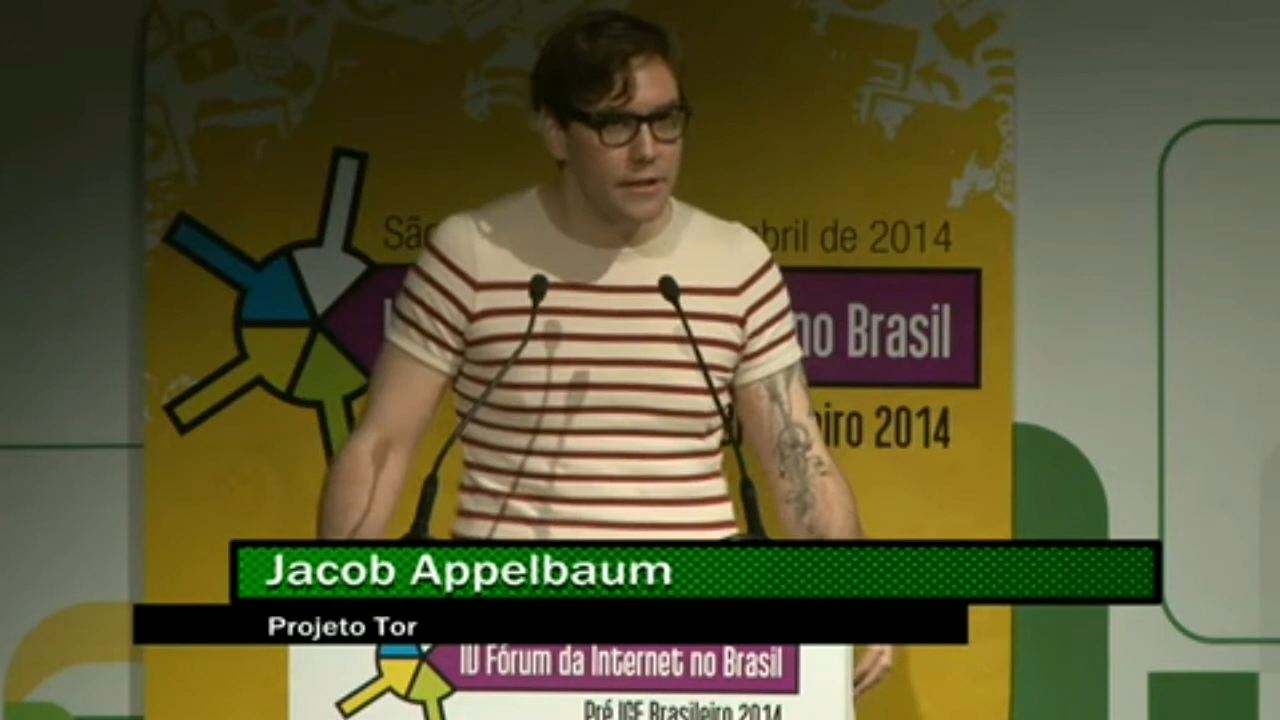 São abril de 2014
no Brasil
2014
Jacob Appelbaum
Projeto Tor
IV Fórum da Internet no Brasil
Pré IGF Brasileiro 2014